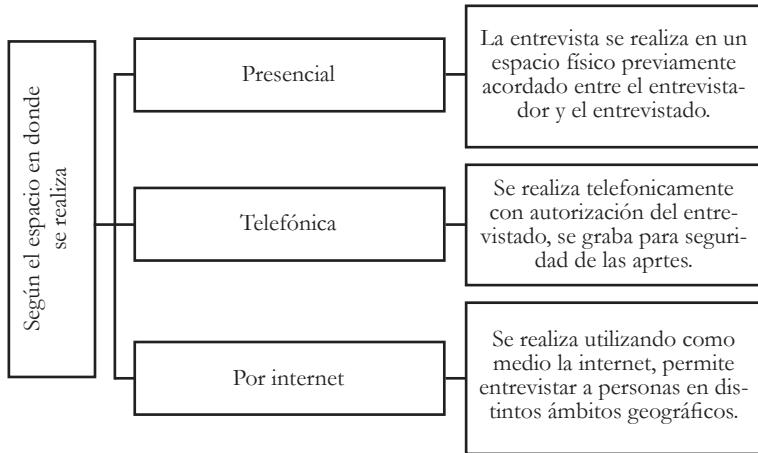 Según el espacio en donde
se realiza
Presencial
La entrevista se realiza en un
espacio físico previamente
acordado entre el entrevista-
dor y el entrevistado.
Telefónica
Se realiza telefonicamente
con autorización del entre-
vistado, se graba para seguri-
dad de las aprtes.
Por internet
Se realiza utilizando como
medio la internet, permite
entrevistar a personas en dis-
tintos ámbitos geográficos.